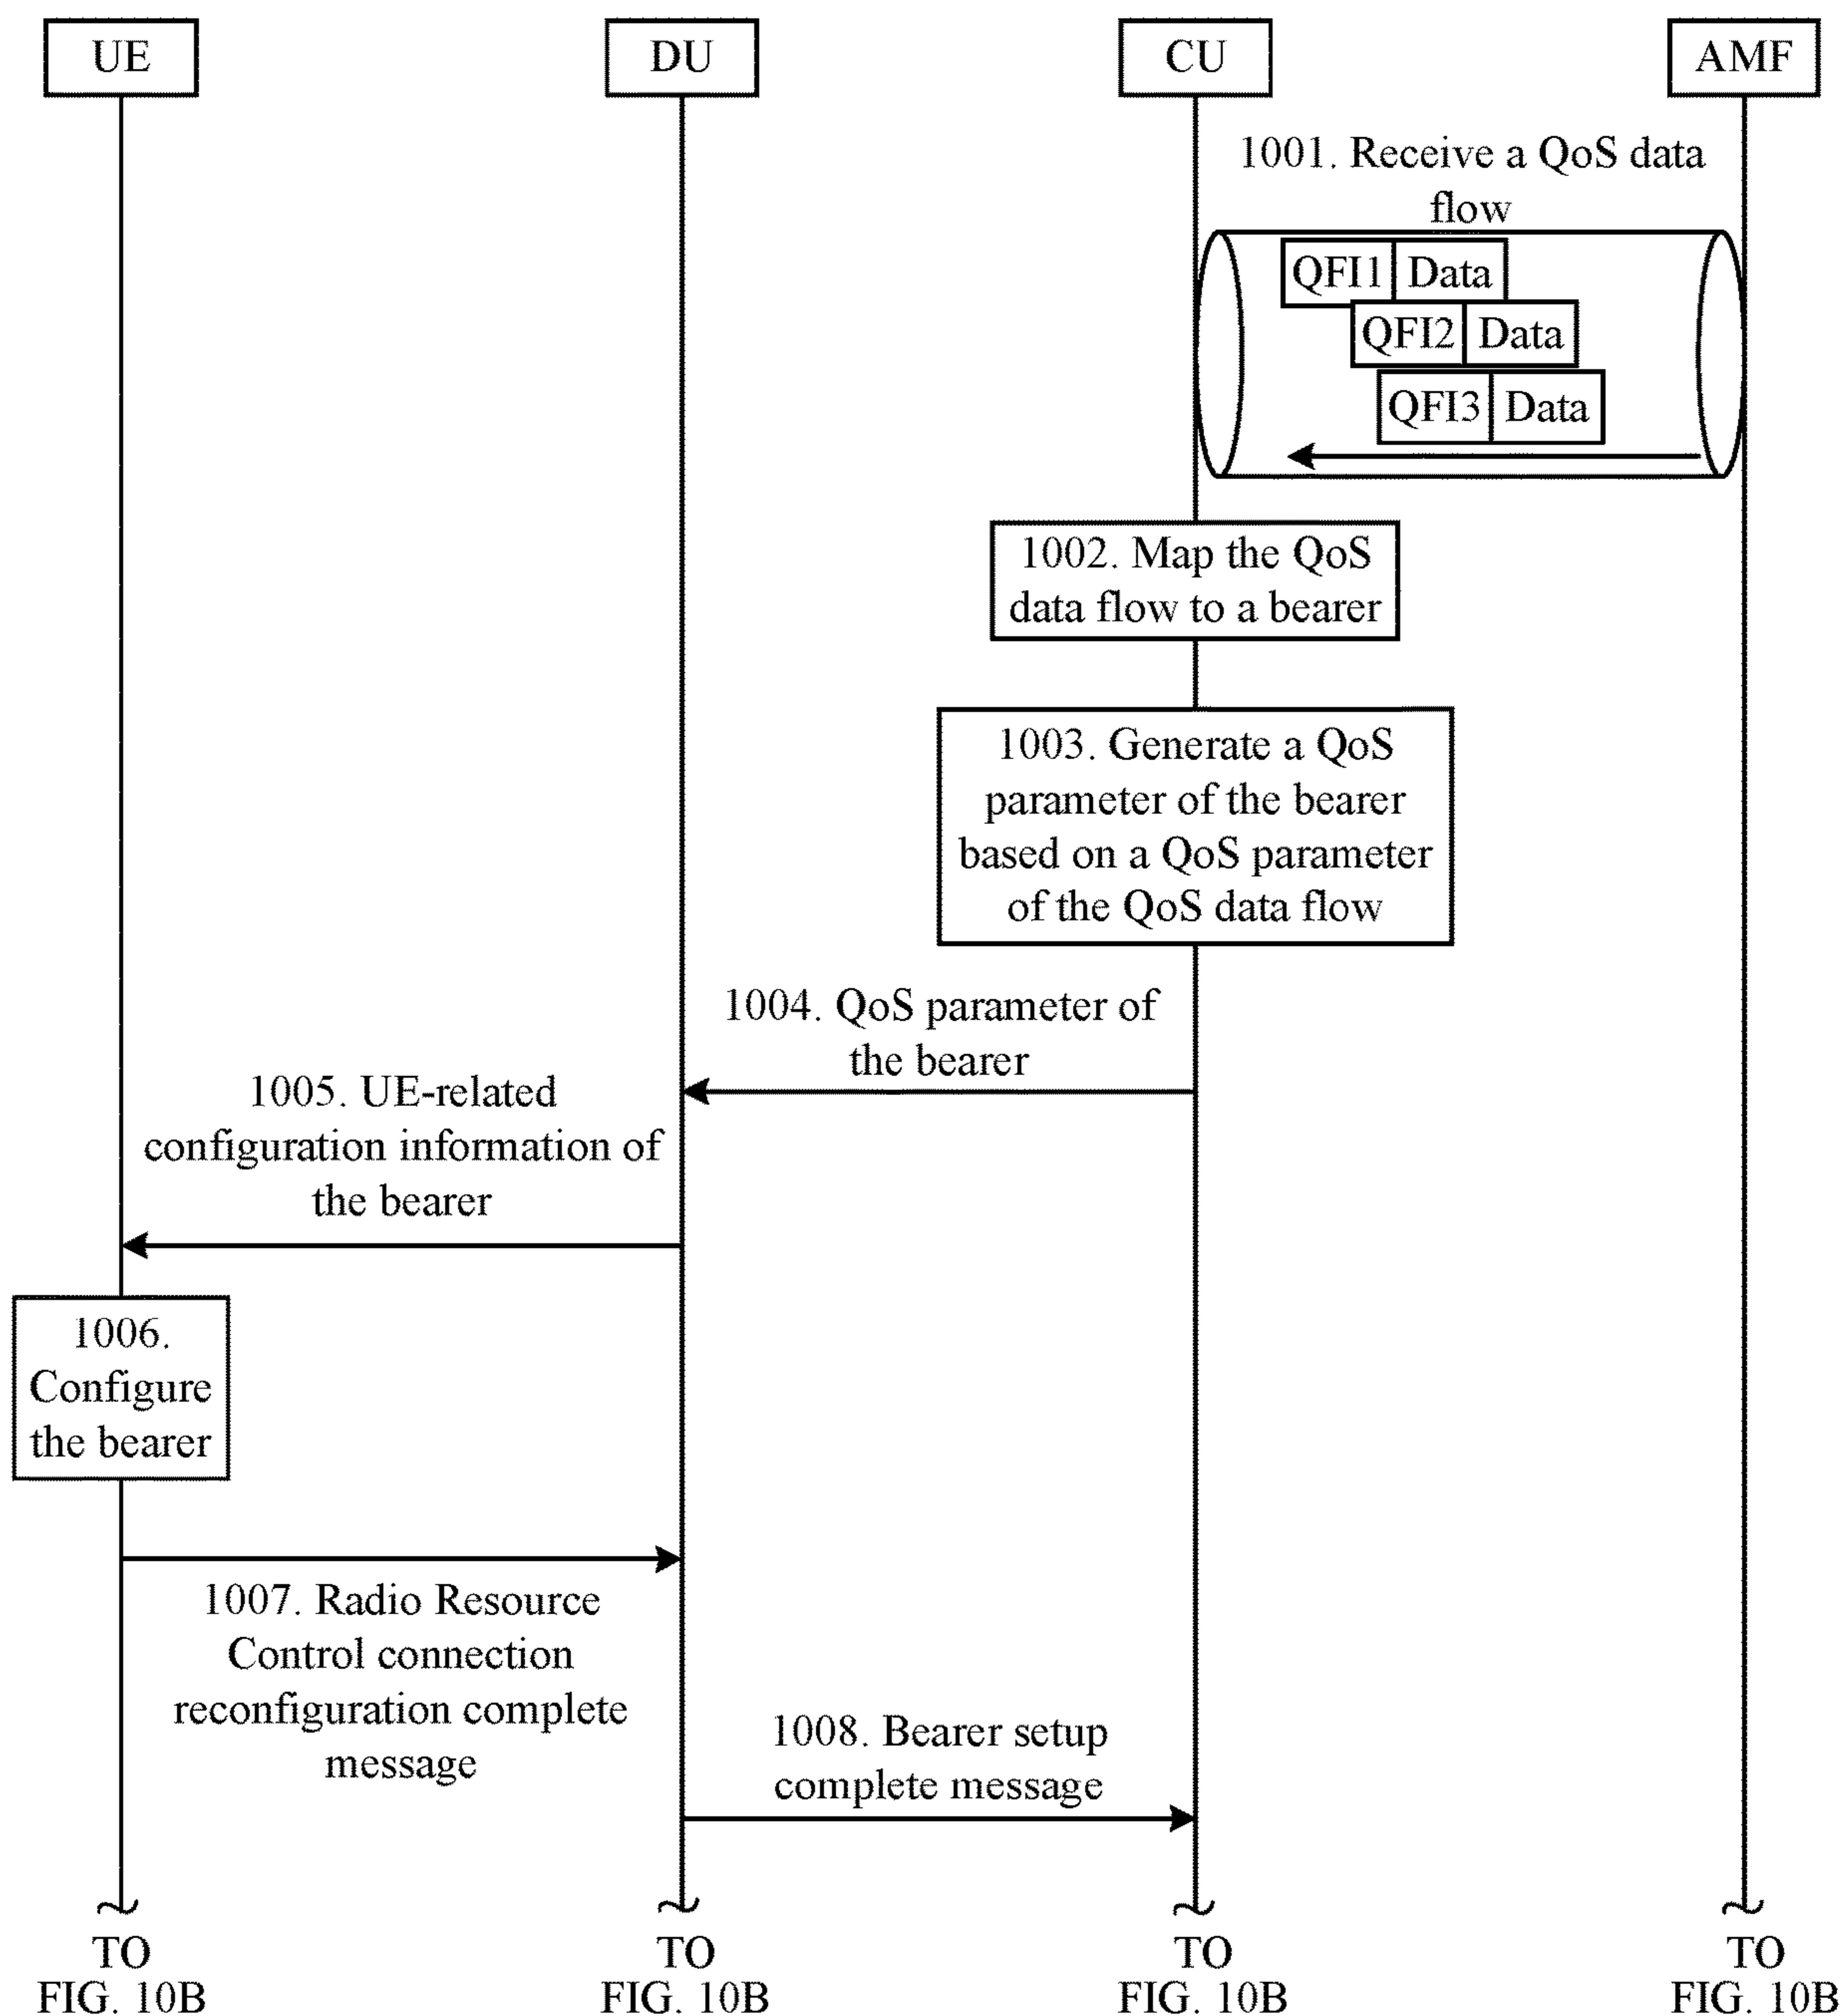 UE
DU
CU
AMF
1001. Receive a QoS data
flow
QFI1 Data
QFI2 Data
QFI3 Data
1002. Map the QoS
data flow to a bearer
1003. Generate a QoS
parameter of the bearer
based on a QoS parameter
of the QoS data flow
1004. QoS parameter of
the bearer
1005. UE-related
configuration information of
the bearer
1006.
Configure
the bearer
1007. Radio Resource
Control connection
reconfiguration complete
message
1008. Bearer setup
complete message
TO
FIG. 10B
TO
FIG. 10B
TO
FIG. 10B
TO
FIG. 10B